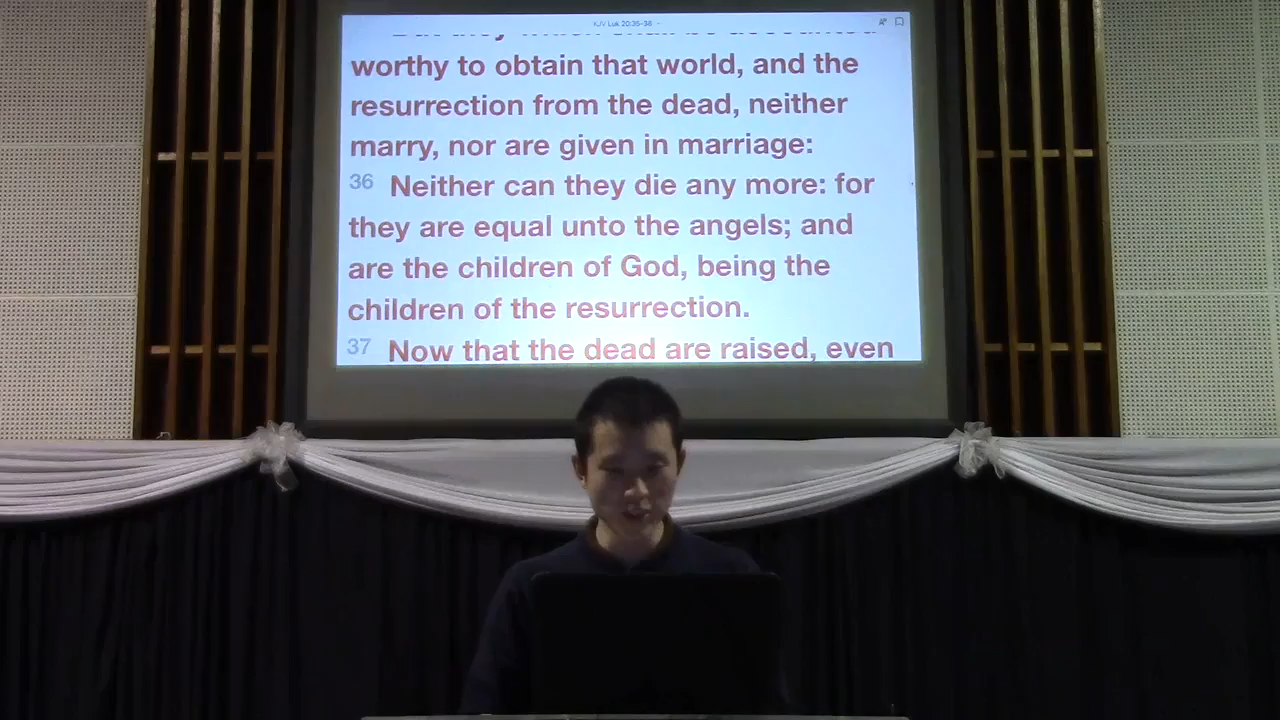 KJV Luk 20:35-38
worthy to obtain that world, and the
resurrection from the dead, neither
marry, nor are given in marriage:
36 Neither can they die any more: for
they are equal unto the angels; and
are the children of God, being the
children of the resurrection.
37 Now that the dead are raised, even